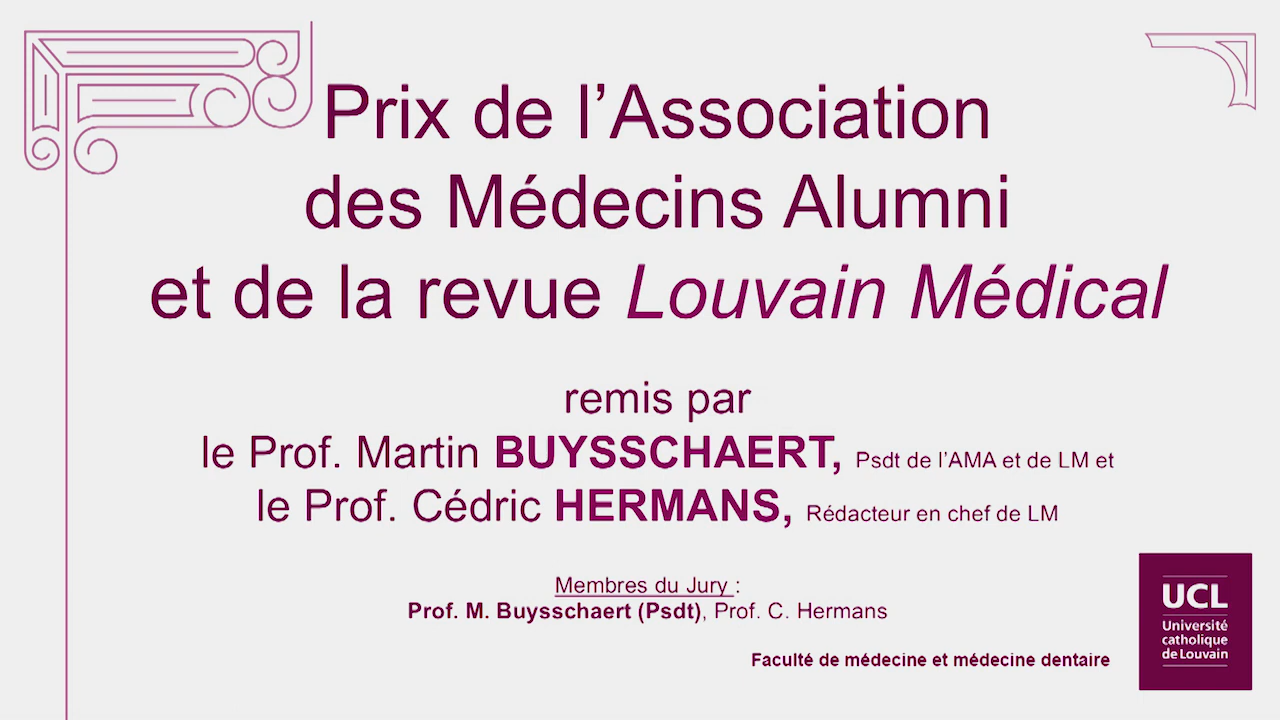 Prix de l’Association
des Médecins Alumni
et de la revue Louvain Médical
remis par
le Prof. Martin BUYSSCHAERT, Psdt de l’AMA et de LM et
le Prof. Cédric HERMANS, Rédacteur en chef de LM
Membres du Jury :
Prof. M. Buysschaert (Psdt), Prof. C. Hermans
Faculté de médecine et médecine dentaire
UCL
Université
catholique
de Louvain